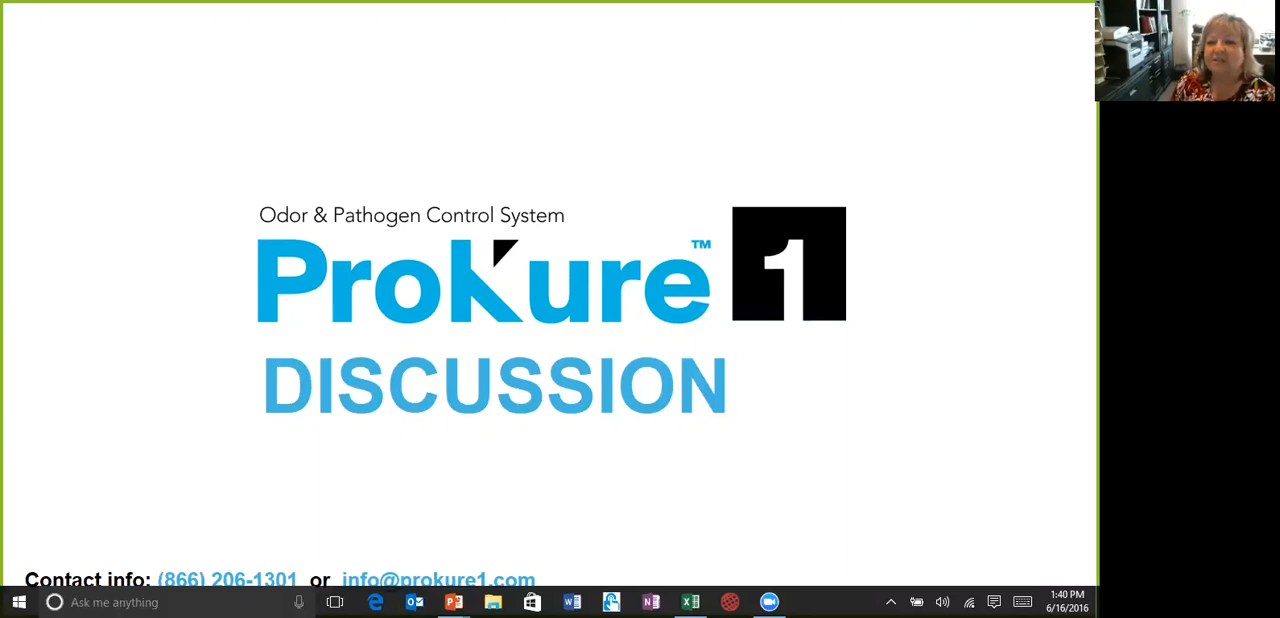 Odor & Pathogen Control System
ProKure™ 1
DISCUSSION
Contact info: (866) 206-1301 or info@prokure1.com
Ask me anything
1:40 PM
6/16/2016